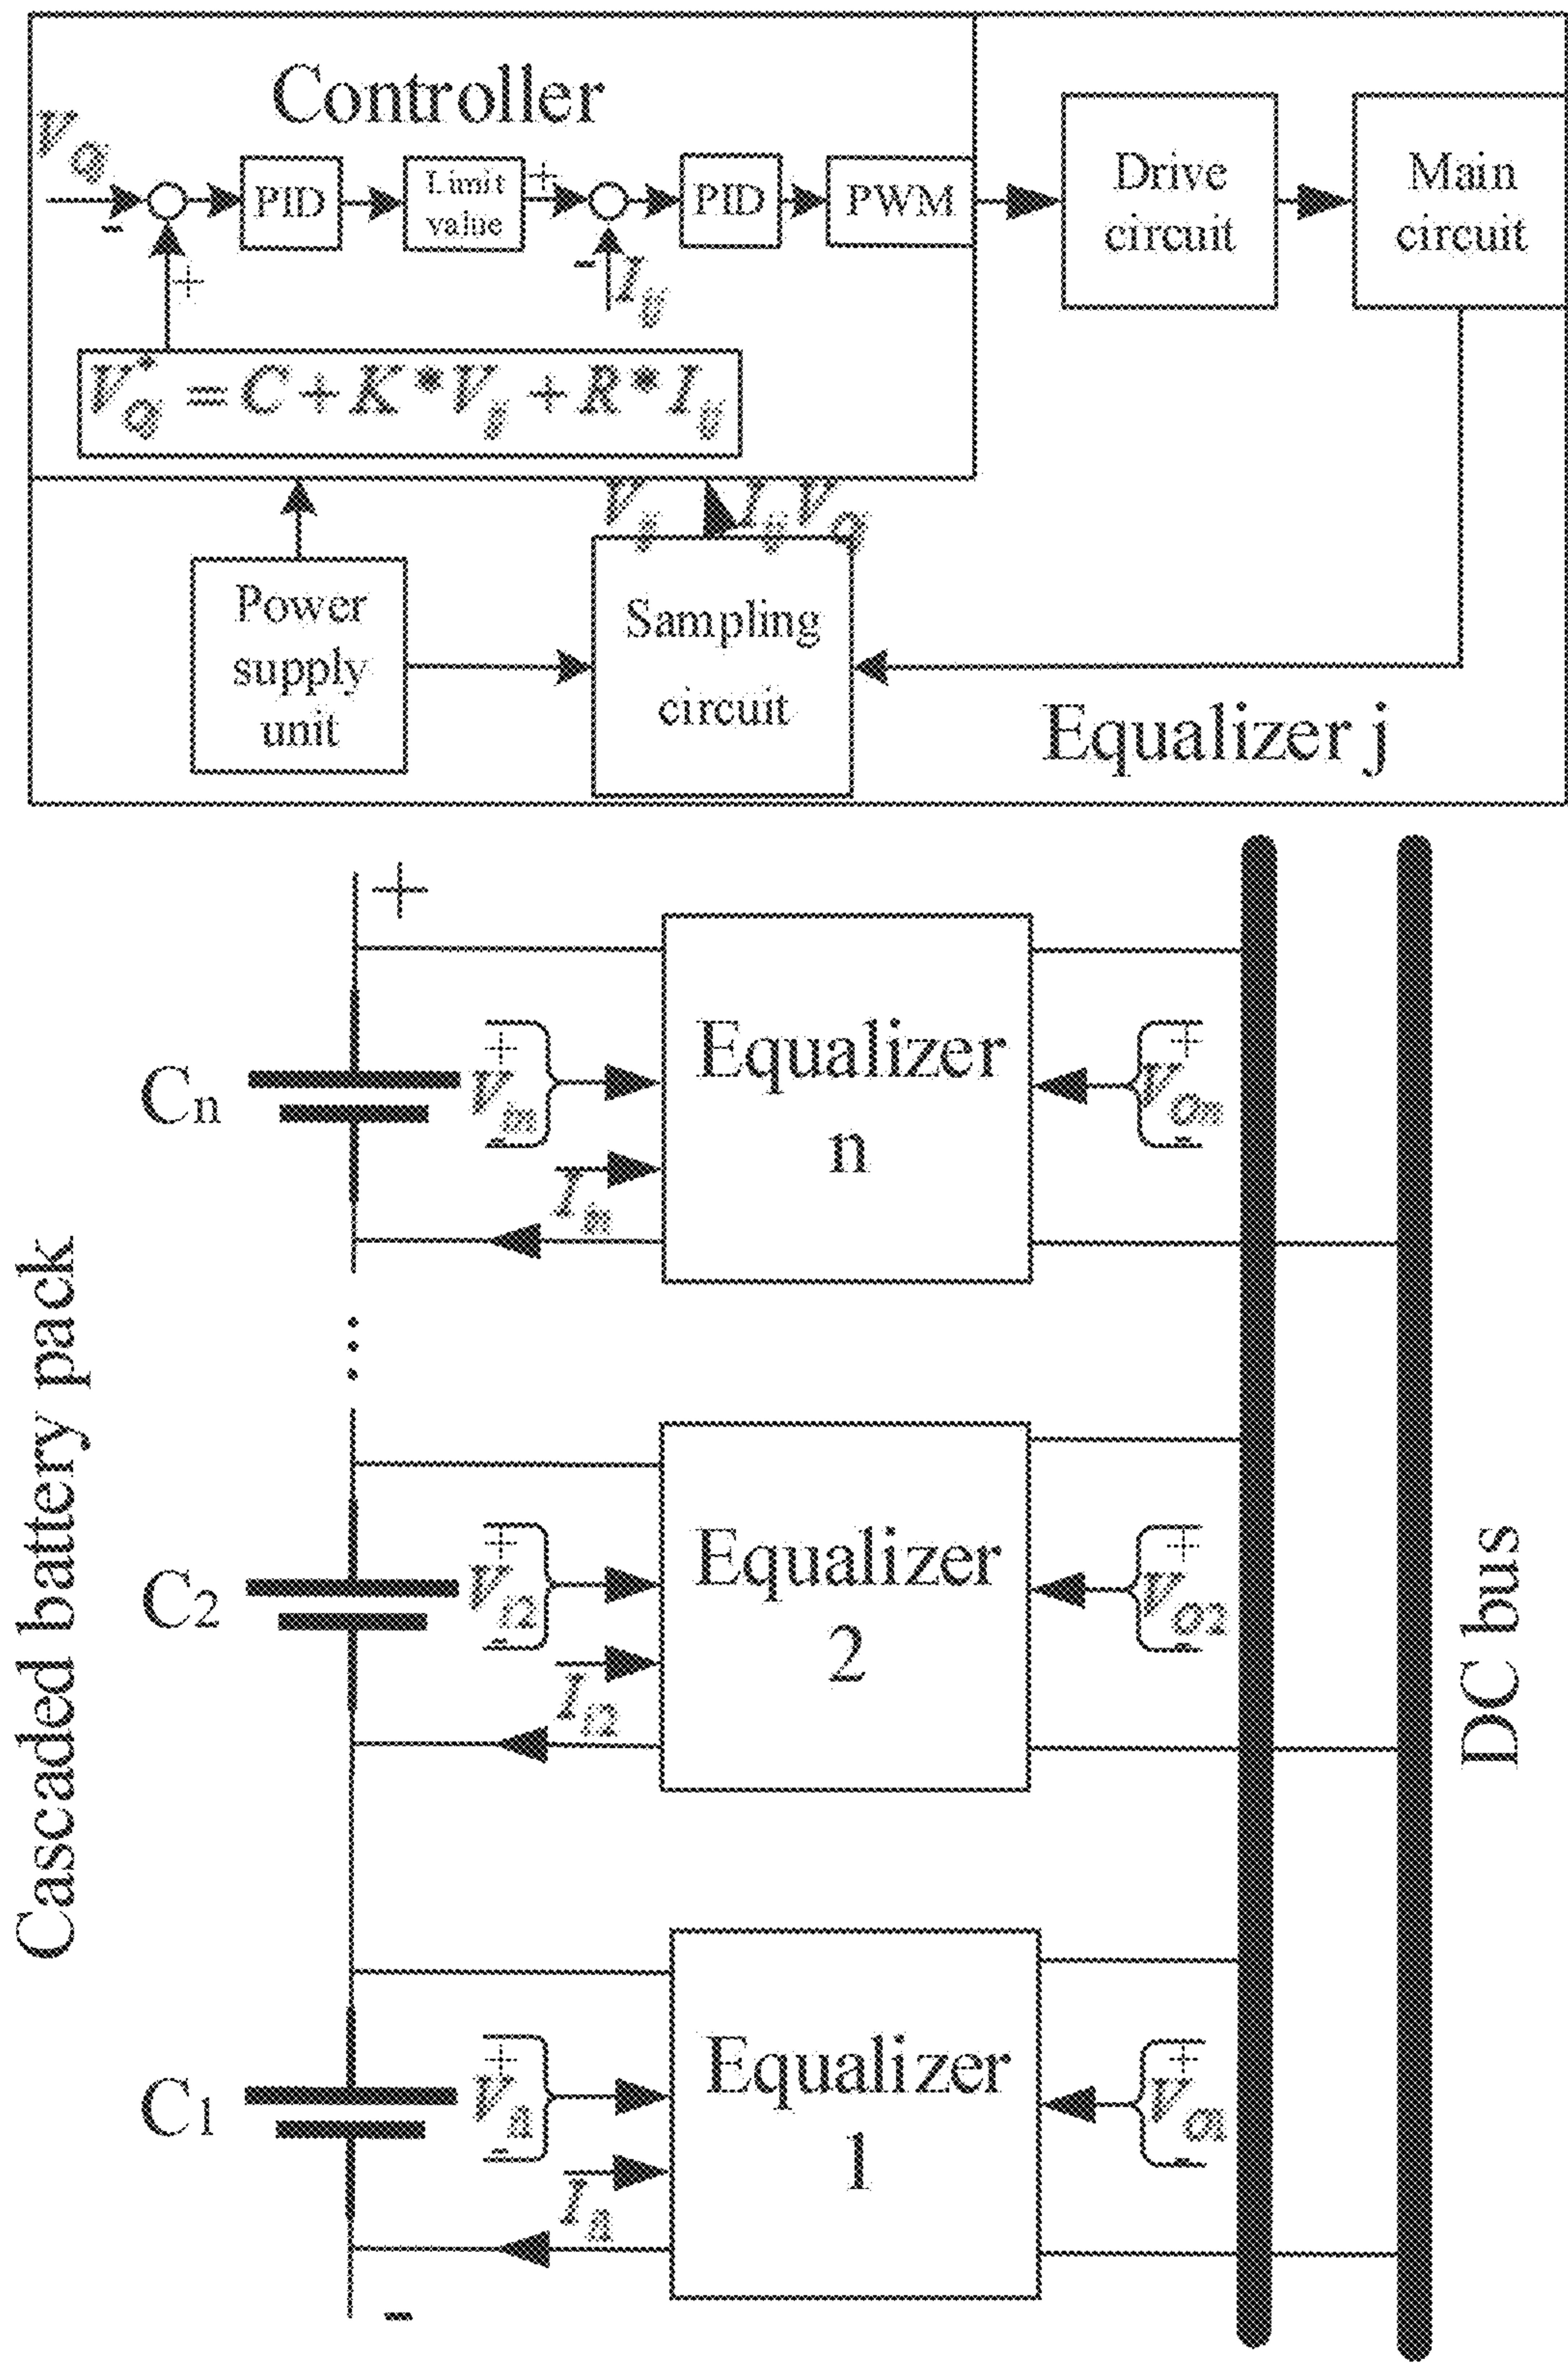 Controller
V_Oj
-
+
PID
Limit
value
+
-
I_ij
PID
PWM
Drive
circuit
Main
circuit
V*_Oj = C + K * V_ij + R * I_ij
V_ij I_ij V_Oj
Power
supply
unit
Sampling
circuit
Equalizer j
Cascaded battery pack
+
Cn
+
V_in
-
I_in
Equalizer
n
+
V_On
-
C2
+
V_i2
-
I_i2
Equalizer
2
+
V_O2
-
DC bus
C1
+
V_i1
-
I_i1
Equalizer
1
+
V_O1
-
-